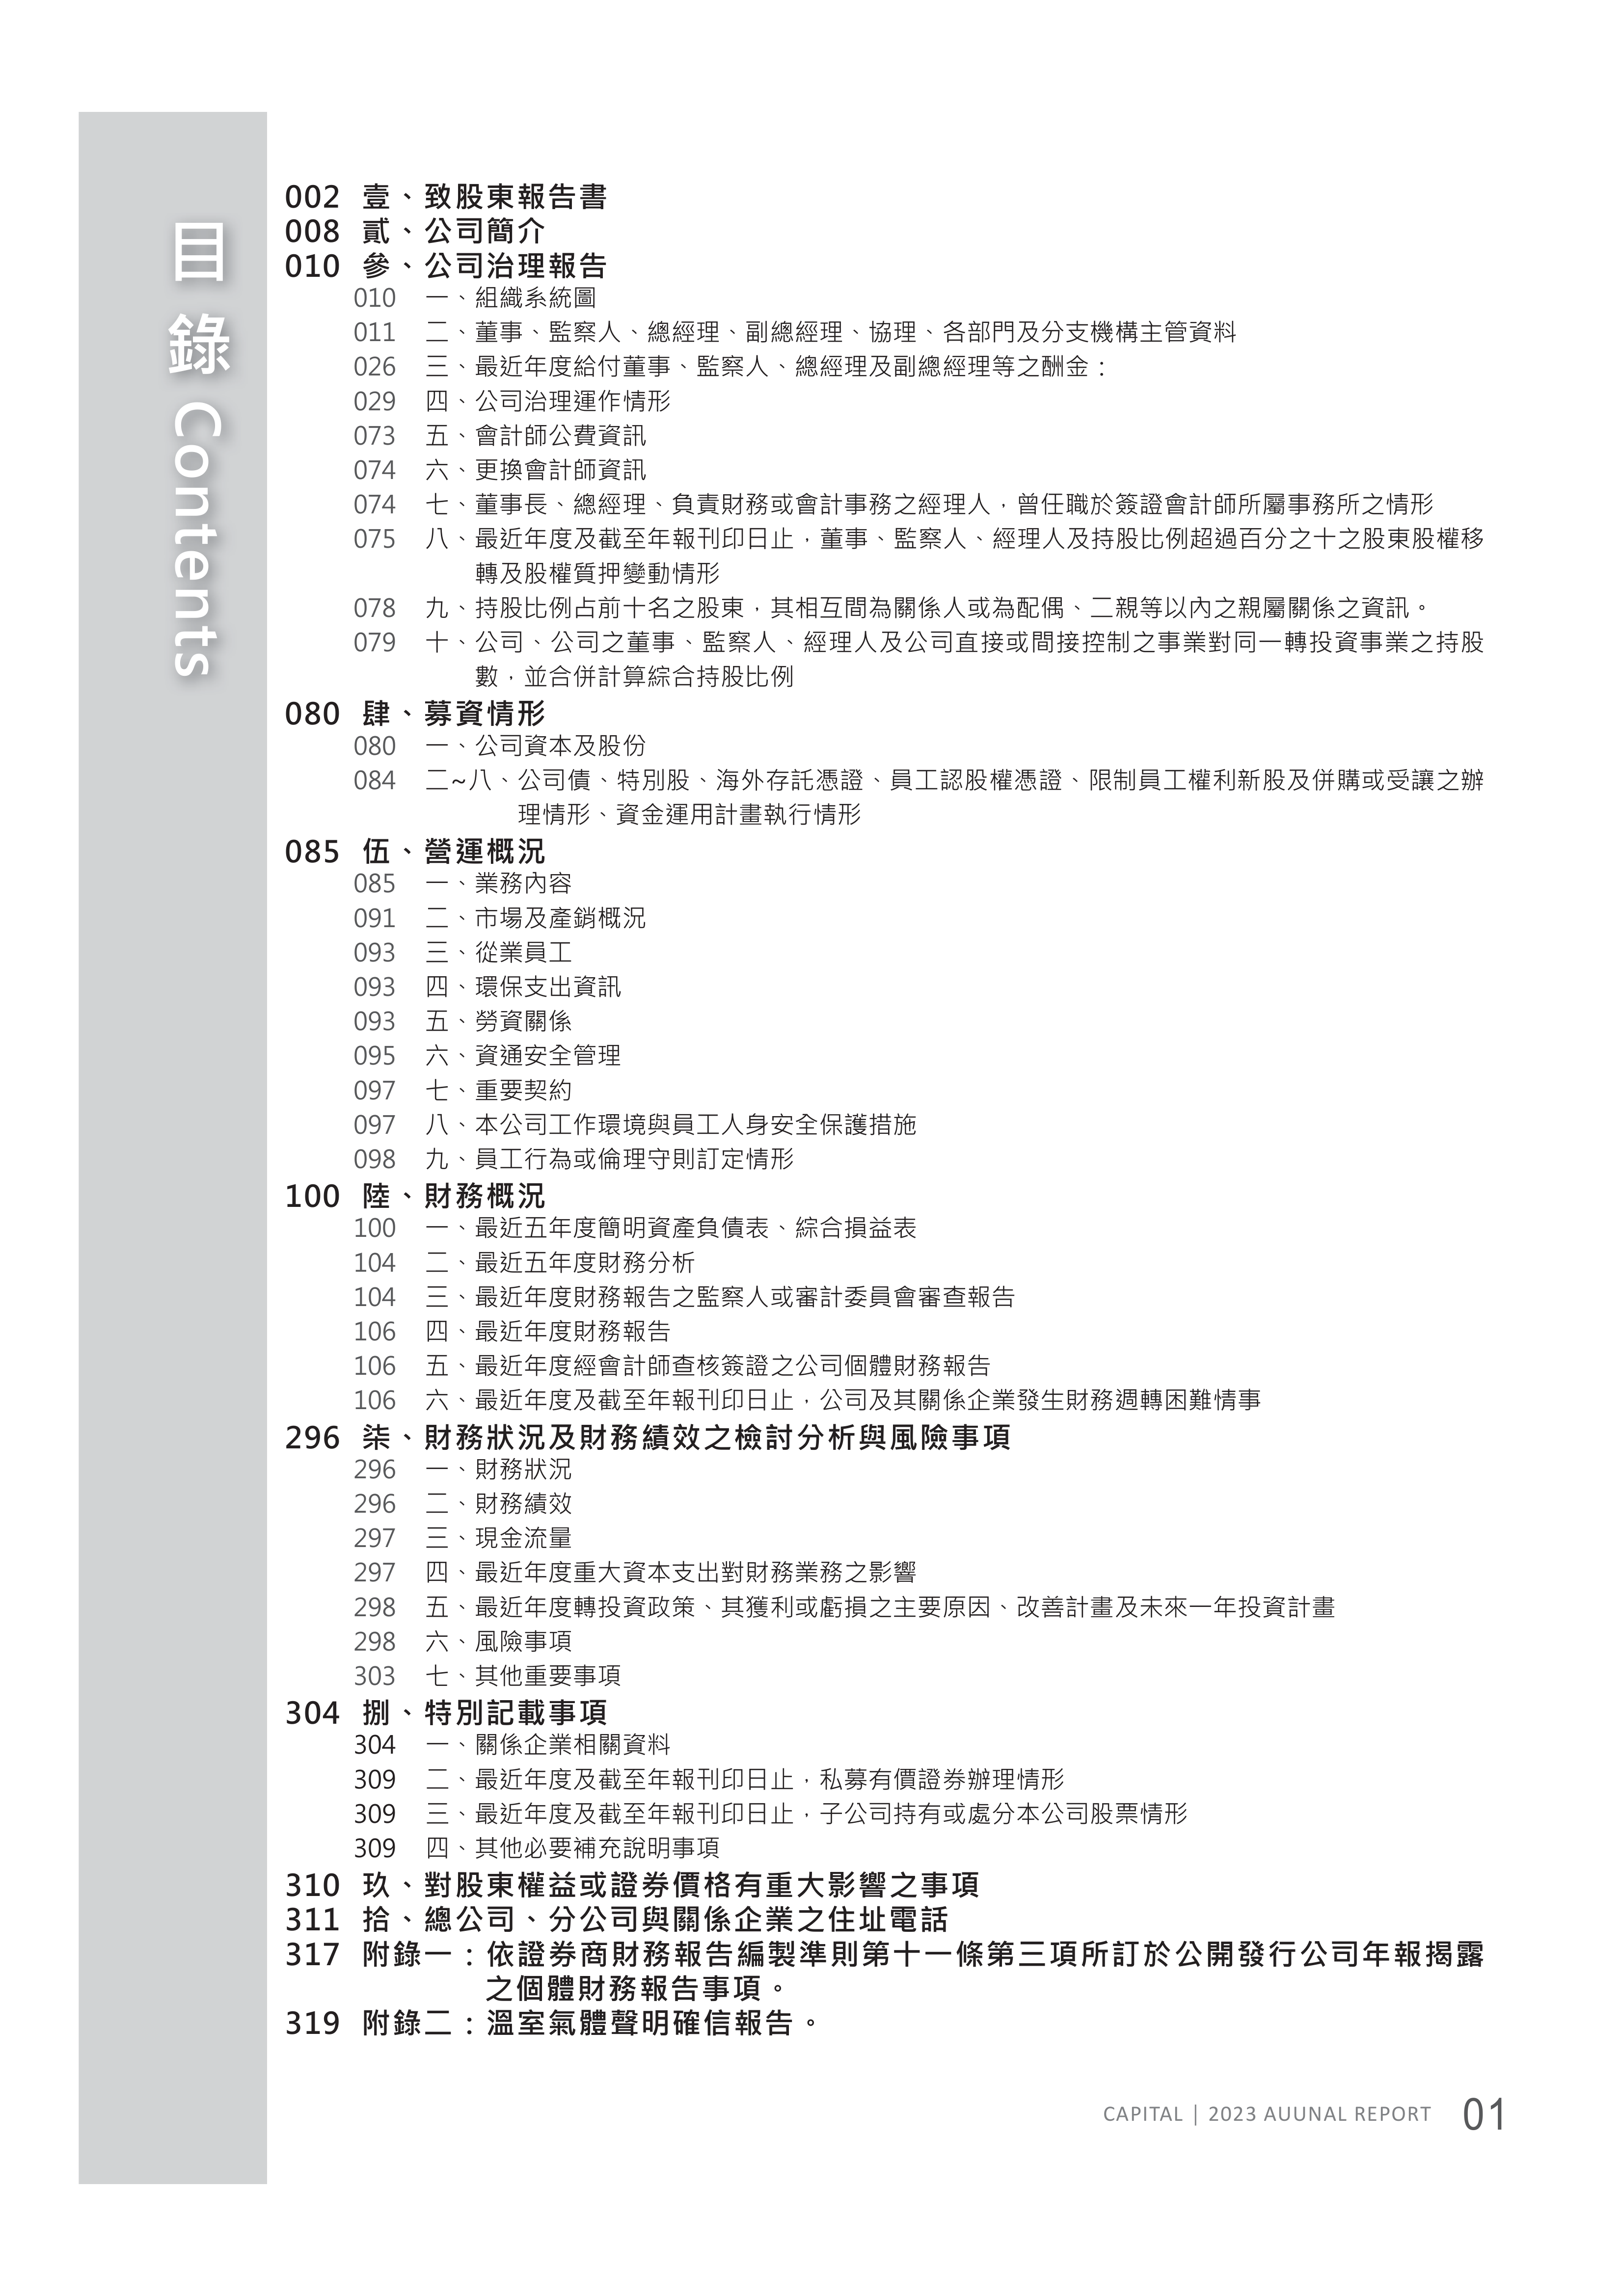 目錄 Contents
002 壹、致股東報告書
008 貳、公司簡介
010 參、公司治理報告
010 一、組織系統圖
011 二、董事、監察人、總經理、副總經理、協理、各部門及分支機構主管資料
026 三、最近年度給付董事、監察人、總經理及副總經理等之酬金：
029 四、公司治理運作情形
073 五、會計師公費資訊
074 六、更換會計師資訊
074 七、董事長、總經理、負責財務或會計事務之經理人，曾任職於簽證會計師所屬事務所之情形
075 八、最近年度及截至年報刊印日止，董事、監察人、經理人及持股比例超過百分之十之股東股權移
轉及股權質押變動情形
078 九、持股比例占前十名之股東，其相互間為關係人或為配偶、二親等以內之親屬關係之資訊。
079 十、公司、公司之董事、監察人、經理人及公司直接或間接控制之事業對同一轉投資事業之持股
數，並合併計算綜合持股比例
080 肆、募資情形
080 一、公司資本及股份
084 二~八、公司債、特別股、海外存託憑證、員工認股權憑證、限制員工權利新股及併購或受讓之辦
理情形、資金運用計畫執行情形
085 伍、營運概況
085 一、業務內容
091 二、市場及產銷概況
093 三、從業員工
093 四、環保支出資訊
093 五、勞資關係
095 六、資通安全管理
097 七、重要契約
097 八、本公司工作環境與員工人身安全保護措施
098 九、員工行為或倫理守則訂定情形
100 陸、財務概況
100 一、最近五年度簡明資產負債表、綜合損益表
104 二、最近五年度財務分析
104 三、最近年度財務報告之監察人或審計委員會審查報告
106 四、最近年度財務報告
106 五、最近年度經會計師查核簽證之公司個體財務報告
106 六、最近年度及截至年報刊印日止，公司及其關係企業發生財務週轉困難情事
296 柒、財務狀況及財務績效之檢討分析與風險事項
296 一、財務狀況
296 二、財務績效
297 三、現金流量
297 四、最近年度重大資本支出對財務業務之影響
298 五、最近年度轉投資政策、其獲利或虧損之主要原因、改善計畫及未來一年投資計畫
298 六、風險事項
303 七、其他重要事項
304 捌、特別記載事項
304 一、關係企業相關資料
309 二、最近年度及截至年報刊印日止，私募有價證券辦理情形
309 三、最近年度及截至年報刊印日止，子公司持有或處分本公司股票情形
309 四、其他必要補充說明事項
310 玖、對股東權益或證券價格有重大影響之事項
311 拾、總公司、分公司與關係企業之住址電話
317 附錄一：依證券商財務報告編製準則第十一條第三項所訂於公開發行公司年報揭露
之個體財務報告事項。
319 附錄二：溫室氣體聲明確信報告。
CAPITAL | 2023 AUUNAL REPORT 01